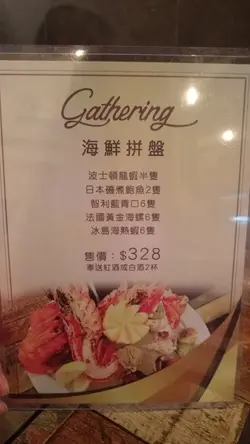 Gathering
海鮮拼盤
波士頓龍蝦半隻
日本磯煮鮑魚2隻
智利藍青口6隻
法國黃金海螺6隻
冰島海熱蝦6隻
售價：$328
奉送紅酒或白酒2杯